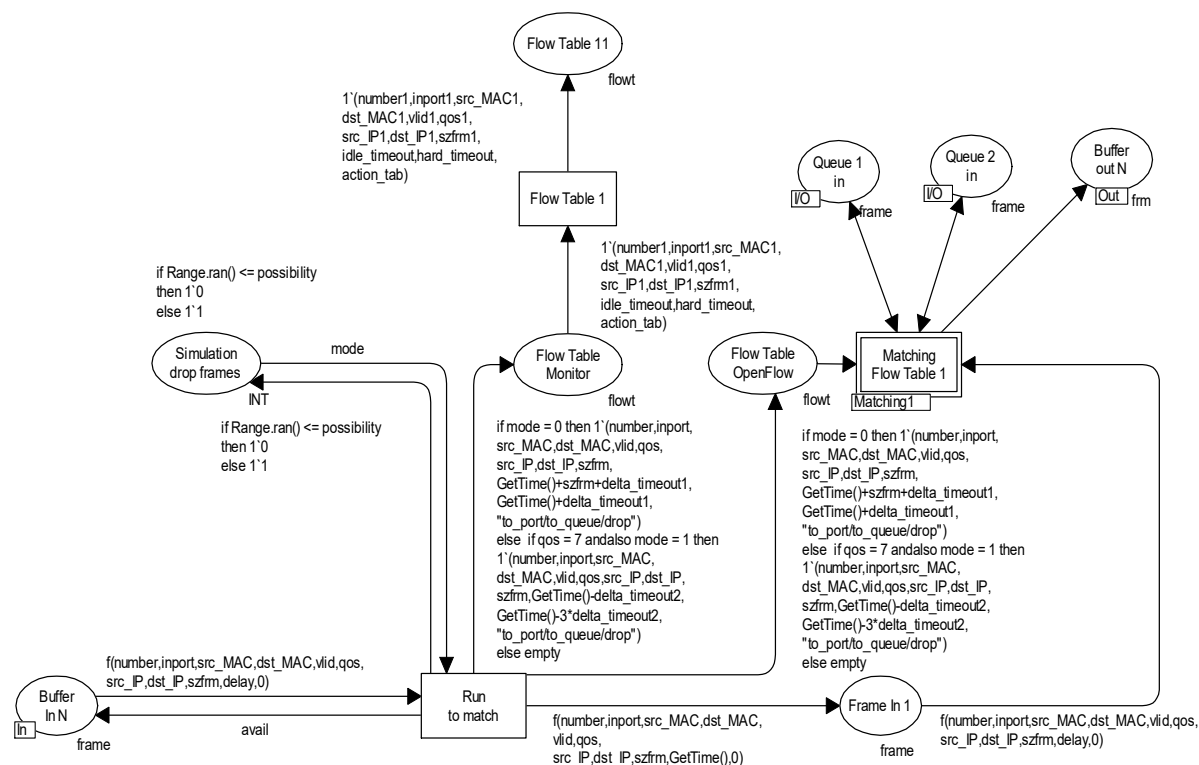 Flow Table 11
flowt
1`(number1,inport1,src_MAC1,
dst_MAC1,vlid1,qos1,
src_IP1,dst_IP1,szfrm1,
idle_timeout,hard_timeout,
action_tab)
Flow Table 1
Queue 1
in
I/O
frame
Queue 2
in
I/O
frame
Buffer
out N
Out
frm
1`(number1,inport1,src_MAC1,
dst_MAC1,vlid1,qos1,
src_IP1,dst_IP1,szfrm1,
idle_timeout,hard_timeout,
action_tab)
if Range.ran() <= possibility
then 1`0
else 1`1
Simulation
drop frames
INT
mode
if Range.ran() <= possibility
then 1`0
else 1`1
Flow Table
Monitor
flowt
Flow Table
OpenFlow
flowt
Matching
Flow Table 1
Matching1
if mode = 0 then 1`(number,inport,
src_MAC,dst_MAC,vlid,qos,
src_IP,dst_IP,szfrm,
GetTime()+szfrm+delta_timeout1,
GetTime()+delta_timeout1,
"to_port/to_queue/drop")
else  if qos = 7 andalso mode = 1 then
1`(number,inport,src_MAC,
dst_MAC,vlid,qos,src_IP,dst_IP,
szfrm,GetTime()-delta_timeout2,
GetTime()-3*delta_timeout2,
"to_port/to_queue/drop")
else empty
if mode = 0 then 1`(number,inport,
src_MAC,dst_MAC,vlid,qos,
src_IP,dst_IP,szfrm,
GetTime()+szfrm+delta_timeout1,
GetTime()+delta_timeout1,
"to_port/to_queue/drop")
else  if qos = 7 andalso mode = 1 then
1`(number,inport,src_MAC,
dst_MAC,vlid,qos,src_IP,dst_IP,
szfrm,GetTime()-delta_timeout2,
GetTime()-3*delta_timeout2,
"to_port/to_queue/drop")
else empty
f(number,inport,src_MAC,dst_MAC,vlid,qos,
src_IP,dst_IP,szfrm,delay,0)
Buffer
In N
In
frame
avail
Run
to match
f(number,inport,src_MAC,dst_MAC,
vlid,qos,
src_IP,dst_IP,szfrm,GetTime(),0)
Frame In 1
frame
f(number,inport,src_MAC,dst_MAC,vlid,qos,
src_IP,dst_IP,szfrm,delay,0)